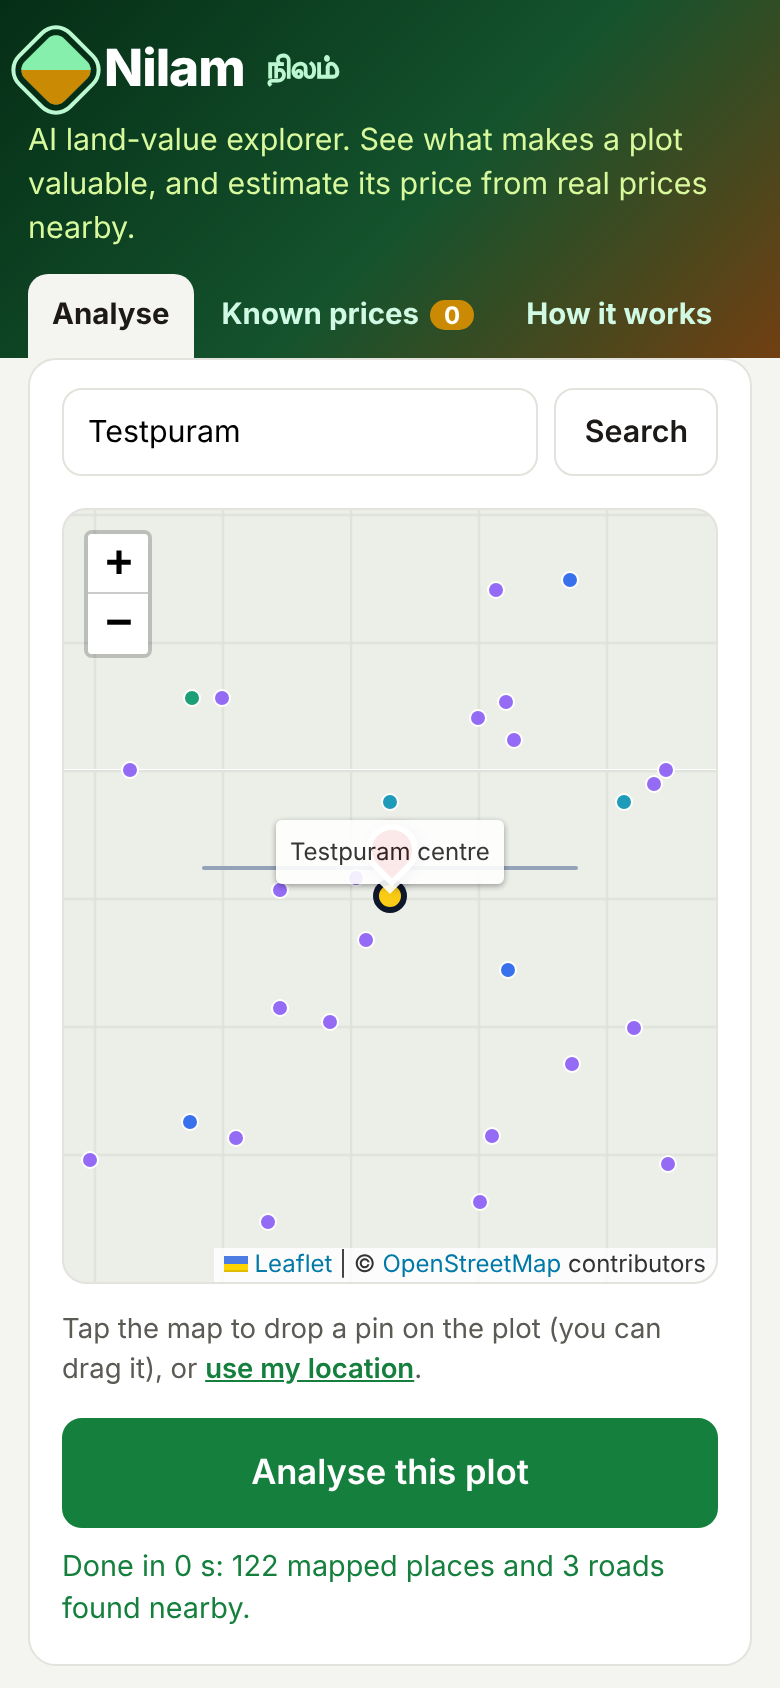 Nilam நிலம்
AI land-value explorer. See what makes a plot
valuable, and estimate its price from real prices
nearby.
Analyse Known prices 0 How it works
Testpuram Search
+
−
Testpuram centre
Leaflet | © OpenStreetMap contributors
Tap the map to drop a pin on the plot (you can
drag it), or use my location.
Analyse this plot
Done in 0 s: 122 mapped places and 3 roads
found nearby.